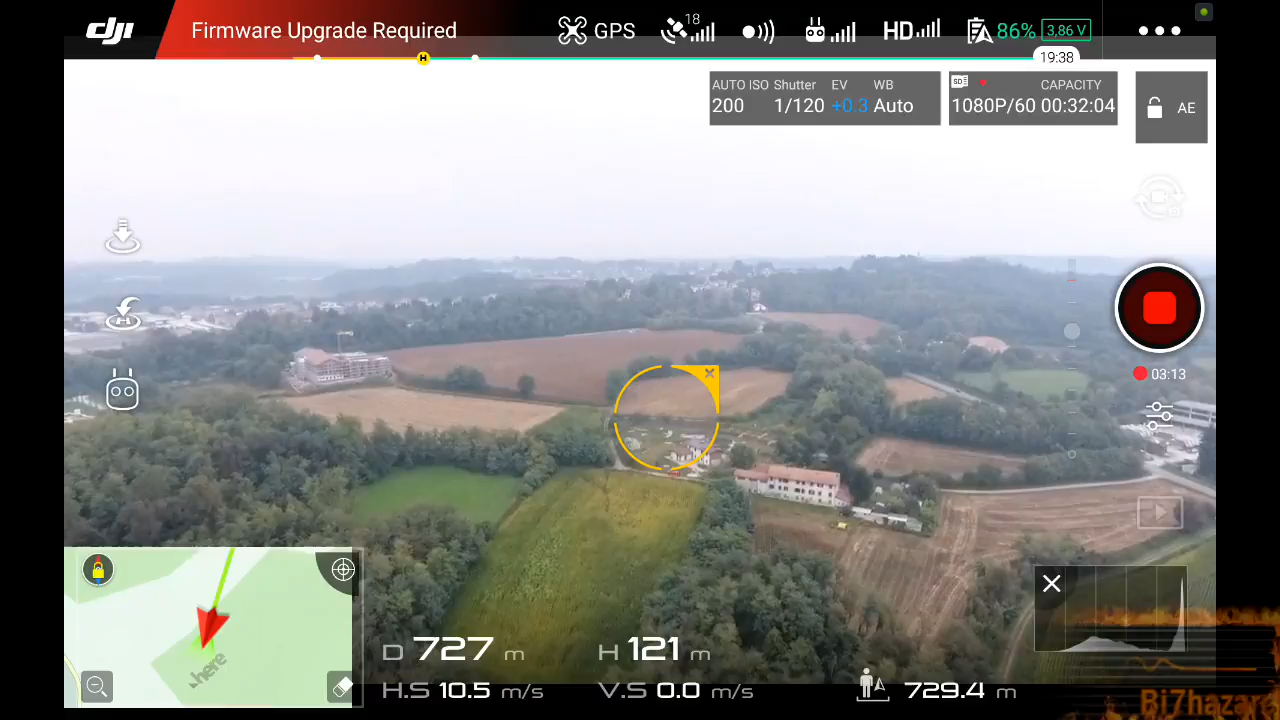 dji
Firmware Upgrade Required
GPS
18
HD
86%
3,86 V
H
19:38
AUTO ISO Shutter EV WB
200 1/120 +0.3 Auto
SD
CAPACITY
1080P/60 00:32:04
AE
03:13
D 727 m
H 121 m
H.S 10.5 m/s
V.S 0.0 m/s
729.4 m
here
Bi7hazard